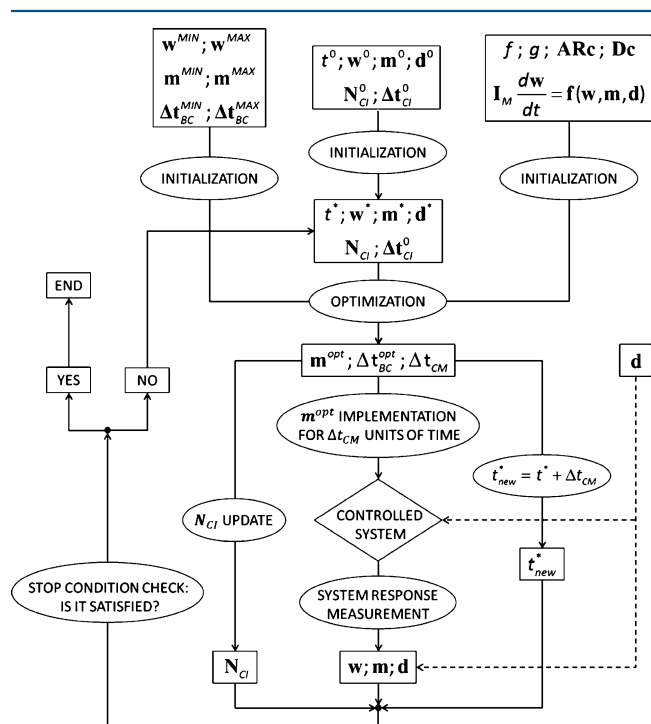 w^MIN ; w^MAX
m^MIN ; m^MAX
Δt_BC^MIN ; Δt_BC^MAX
t^0 ; w^0 ; m^0 ; d^0
N_CI^0 ; Δt_CI^0
f ; g ; ARc ; Dc
I_M dw/dt = f(w,m,d)
INITIALIZATION
INITIALIZATION
INITIALIZATION
t^* ; w^* ; m^* ; d^*
N_CI ; Δt_CI^0
END
OPTIMIZATION
YES
NO
m^opt ; Δt_BC^opt ; Δt_CM
d
m^opt IMPLEMENTATION
FOR Δt_CM UNITS OF TIME
t_new^* = t^* + Δt_CM
N_CI UPDATE
CONTROLLED
SYSTEM
t_new^*
STOP CONDITION CHECK:
IS IT SATISFIED?
SYSTEM RESPONSE
MEASUREMENT
N_CI
w ; m ; d